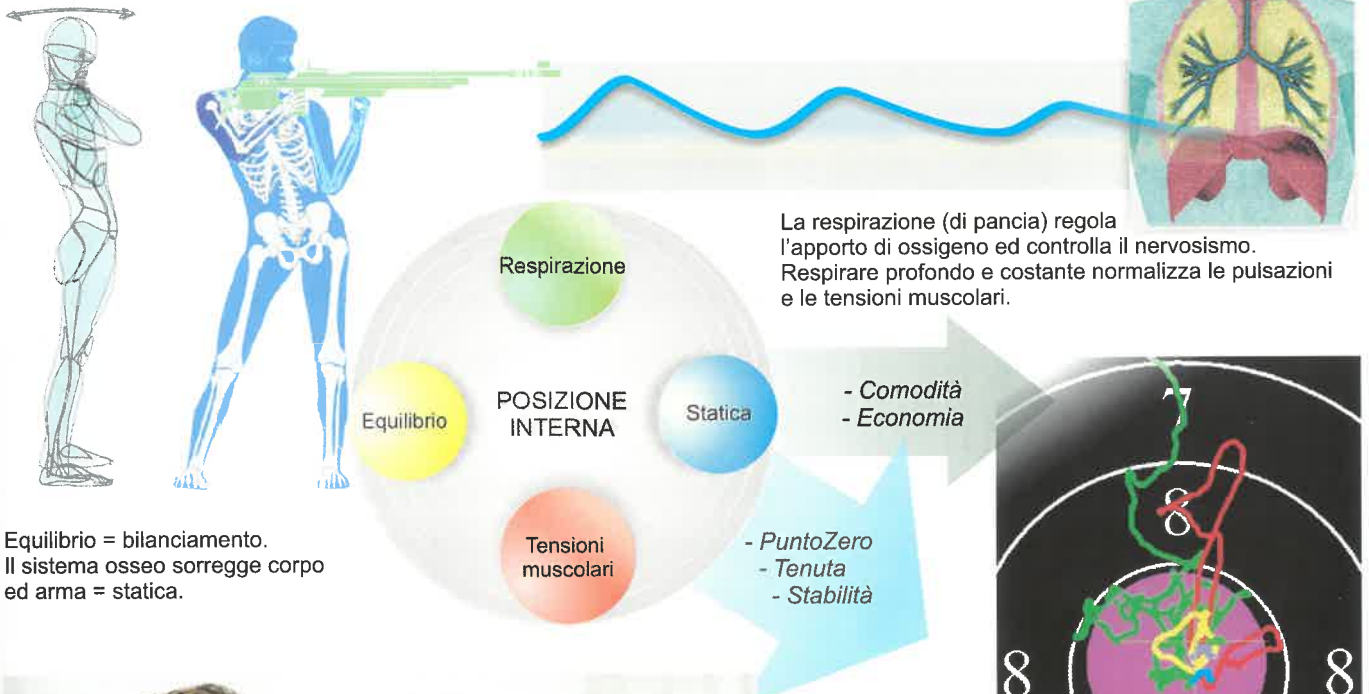 La respirazione (di pancia) regola
l'apporto di ossigeno ed controlla il nervosismo.
Respirare profondo e costante normalizza le pulsazioni
e le tensioni muscolari.
Respirazione
Equilibrio
POSIZIONE
INTERNA
Statica
Tensioni
muscolari
- Comodità
- Economia
- PuntoZero
- Tenuta
- Stabilità
Equilibrio = bilanciamento.
Il sistema osseo sorregge corpo
ed arma = statica.
7
8
8
8